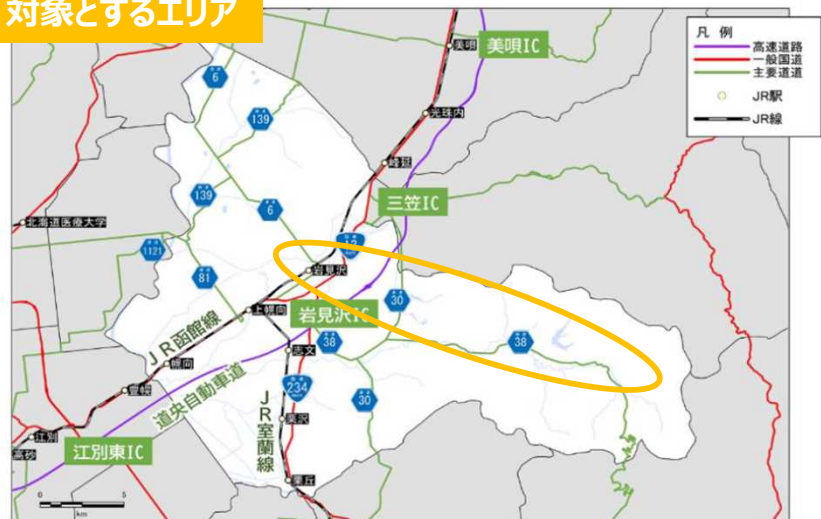 対象とするエリア
凡 例
高速道路
一般国道
主要道道
JR駅
JR線
美唄
美唄IC
6
光珠内
139
峰延
三笠IC
139
6
北海道医療大学
1121
12
岩見沢
81
30
上幌向
岩見沢IC
JR函館線
38
志文
38
幌向
道央自動車道
234
30
豊幌
JR室蘭線
栗沢
江別
高砂
江別東IC
栗丘
0
5
km